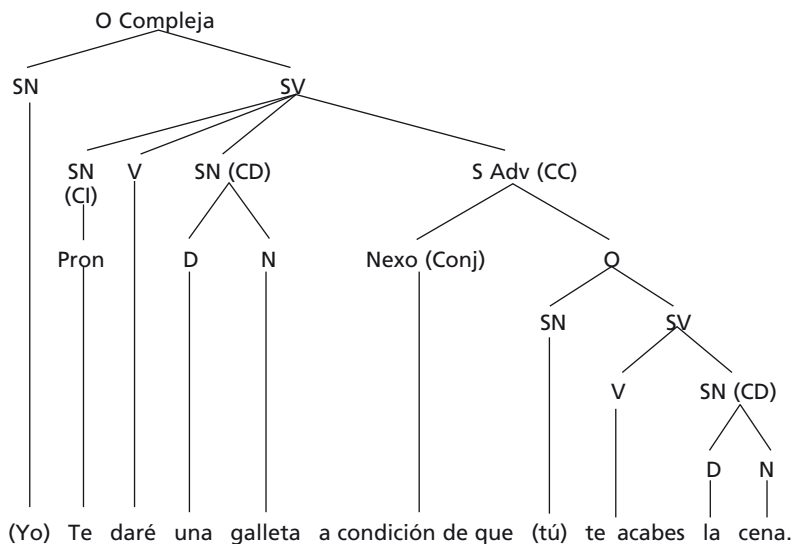 O Compleja
SN SV
SN (CI) V SN (CD) S Adv (CC)
Pron D N Nexo (Conj) O
SN SV
V SN (CD)
D N
(Yo) Te daré una galleta a condición de que (tú) te acabes la cena.